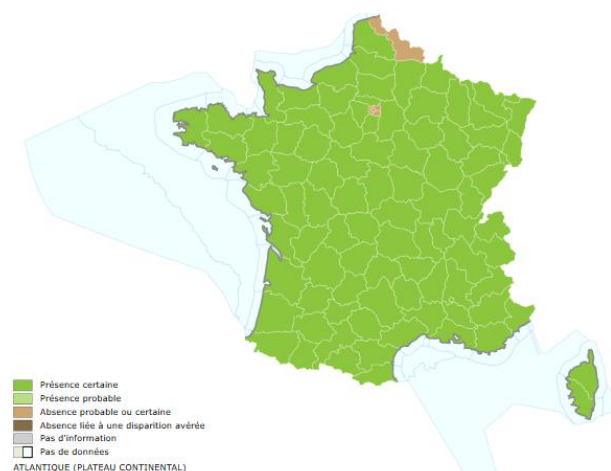 Présence certaine
Présence probable
Absence probable ou certaine
Absence liée à une disparition avérée
Pas d'information
Pas de données
ATLANTIQUE (PLATEAU CONTINENTAL)